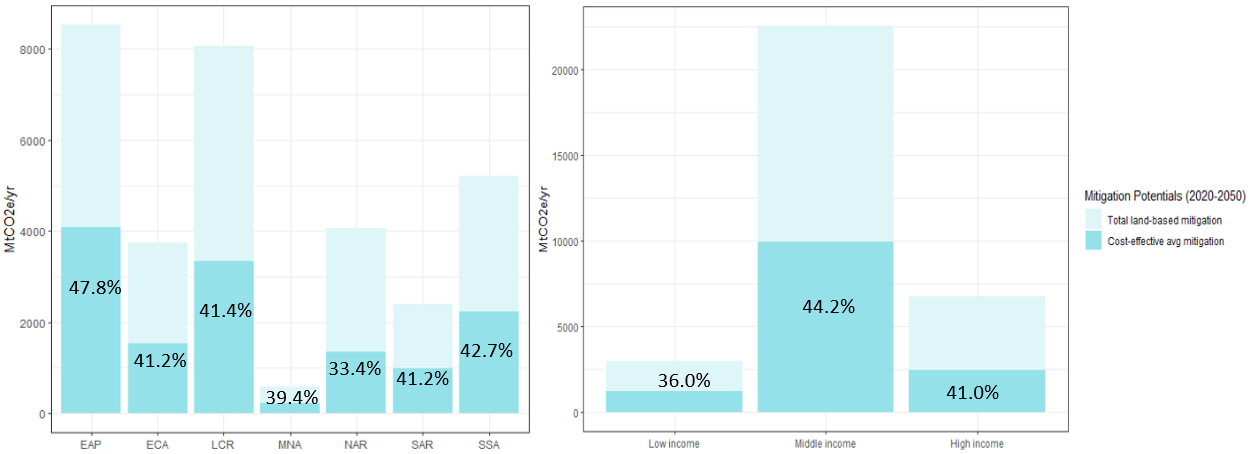 MtCO2e/yr
8000
6000
4000
2000
0
47.8%
41.2%
41.4%
39.4%
33.4%
41.2%
42.7%
EAP ECA LCR MNA NAR SAR SSA
MtCO2e/yr
20000
15000
10000
5000
0
36.0%
44.2%
41.0%
Low income Middle income High income
Mitigation Potentials (2020-2050)
Total land-based mitigation
Cost-effective avg mitigation